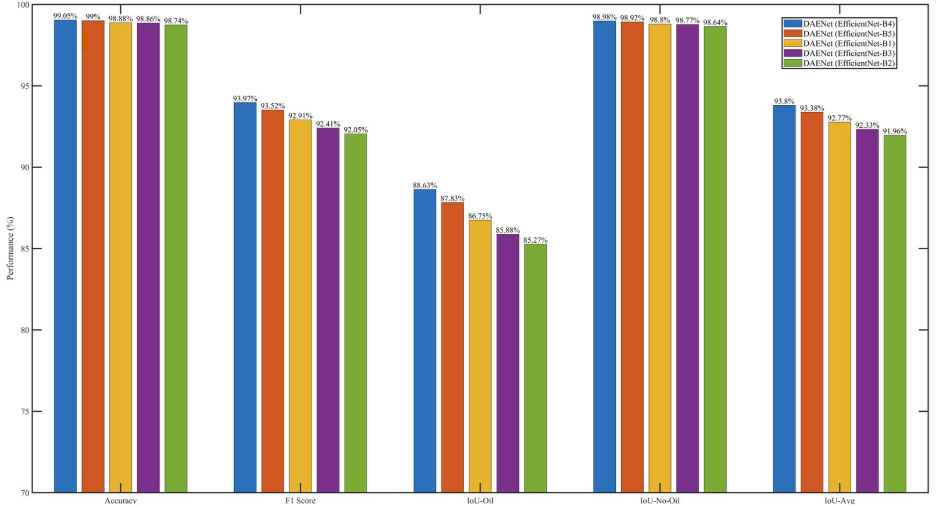 100
95
90
85
80
75
70
Performance (%)
99.05% 99% 98.88% 98.86% 98.74%
93.97% 93.52% 92.91% 92.41% 92.05%
88.63% 87.83% 86.75% 85.88% 85.27%
98.98% 98.92% 98.8% 98.77% 98.64%
93.8% 93.38% 92.77% 92.33% 91.96%
DAENet (EfficientNet-B4)
DAENet (EfficientNet-B5)
DAENet (EfficientNet-B1)
DAENet (EfficientNet-B3)
DAENet (EfficientNet-B2)
Accuracy F1 Score IoU-Oil IoU-No-Oil IoU-Avg